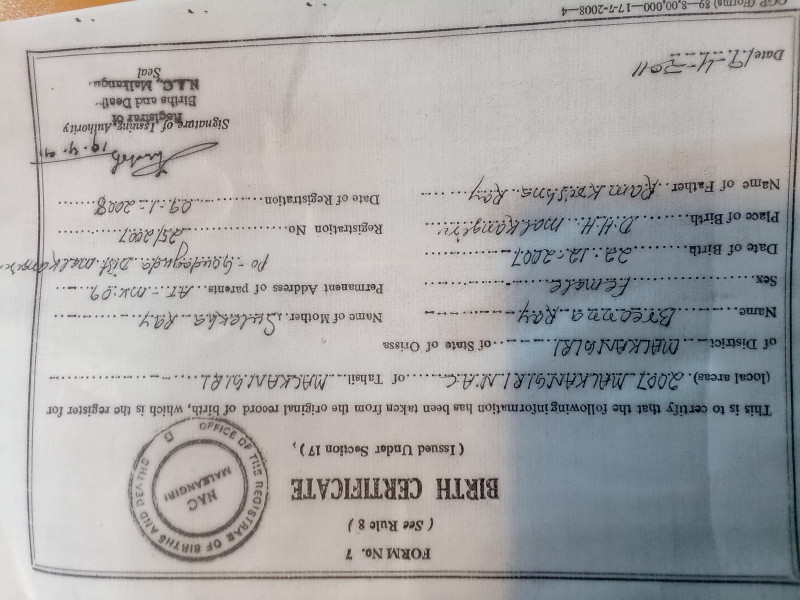 FORM No. 7
( See Rule 8 )
BIRTH CERTIFICATE
( Issued Under Section 17, )
OFFICE OF THE REGISTRAR OF BIRTHS AND DEATHS
NAC
MALKANGIRI
This is to certify that the following information has been taken from the original record of birth, which is the register for
(local areas). 2007 MALKANGIRI N.A.C of Tahsil MALKANGIRI
of District MALKANGIRI of State of Orissa
Name Breanna Ray
Name of Mother Sulekha Ray
Sex Female
Permanent Address of parents At - MK: 09
Po - Goudaguda Dist. malkangiri
Date of Birth 22.12.2007
Registration No 25/2007
Place of Birth D.H.H. malkangiri
Date of Registration 09-1-2008
Name of Father Ramkrishna Ray
Signature of Issuing Authority
Registrar of
Births and Death
N.A.C., Malkangi
Seal
Date 19-4-2011
OGP (Forms) 89—8,00,000—17-7-2008—4